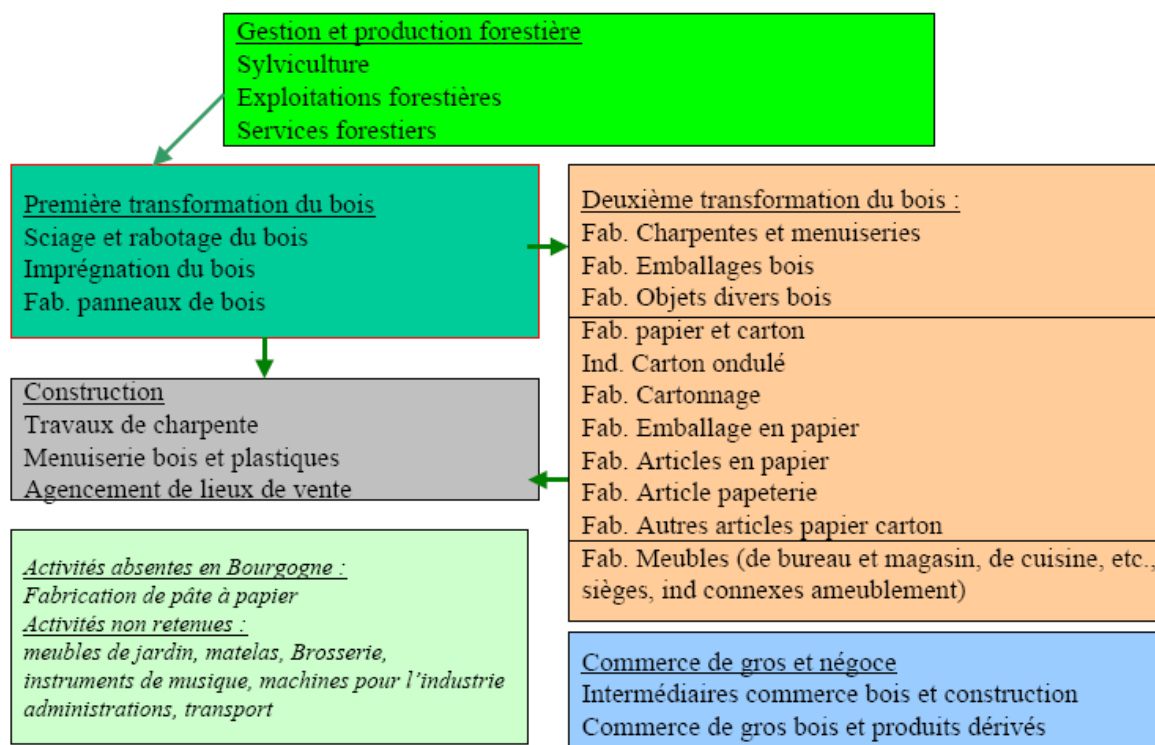 Gestion et production forestière
Sylviculture
Exploitations forestières
Services forestiers
Première transformation du bois
Sciage et rabotage du bois
Imprégnation du bois
Fab. panneaux de bois
Deuxième transformation du bois :
Fab. Charpentes et menuiseries
Fab. Emballages bois
Fab. Objets divers bois
Fab. papier et carton
Ind. Carton ondulé
Fab. Cartonnage
Fab. Emballage en papier
Fab. Articles en papier
Fab. Article papeterie
Fab. Autres articles papier carton
Fab. Meubles (de bureau et magasin, de cuisine, etc.,
sièges, ind connexes ameublement)
Construction
Travaux de charpente
Menuiserie bois et plastiques
Agencement de lieux de vente
Activités absentes en Bourgogne :
Fabrication de pâte à papier
Activités non retenues :
meubles de jardin, matelas, Brosserie,
instruments de musique, machines pour l'industrie
administrations, transport
Commerce de gros et négoce
Intermédiaires commerce bois et construction
Commerce de gros bois et produits dérivés